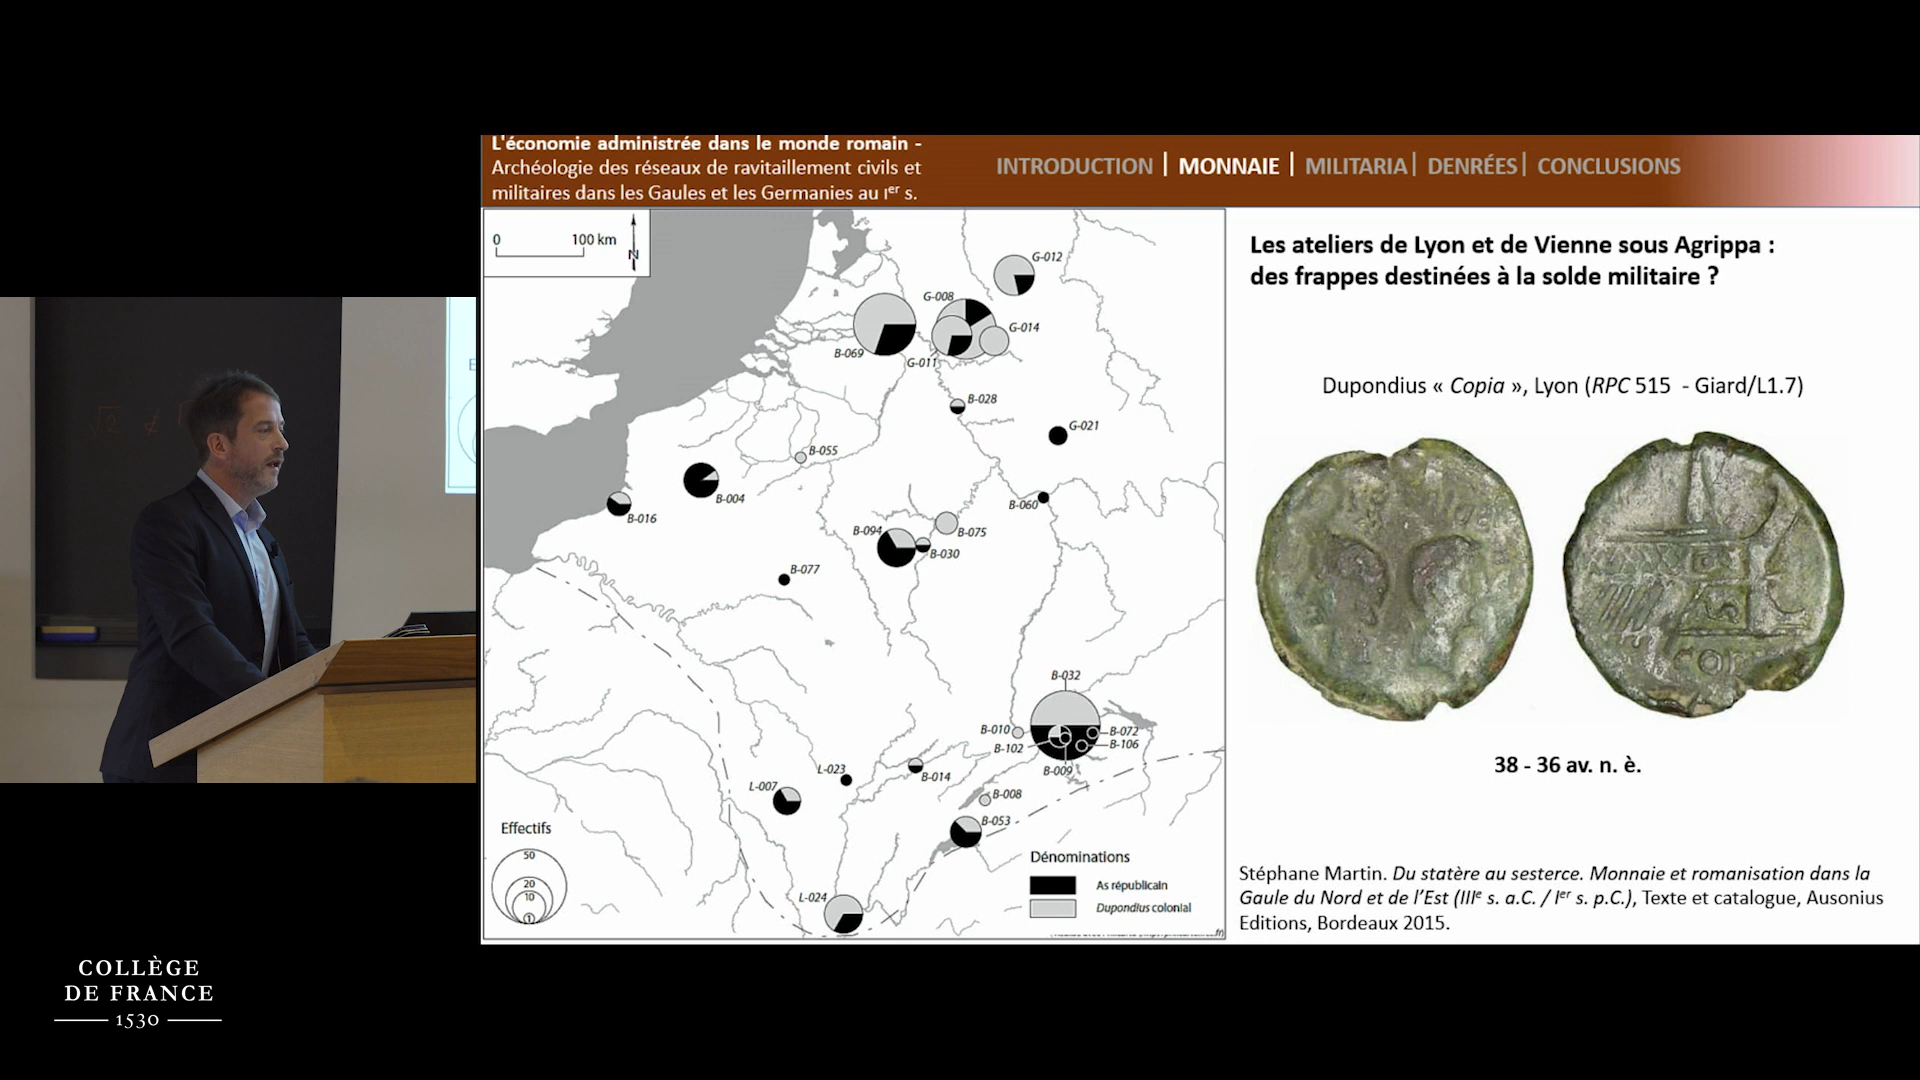 L'économie administrée dans le monde romain -
Archéologie des réseaux de ravitaillement civils et
militaires dans les Gaules et les Germanies au Ier s.
INTRODUCTION | MONNAIE | MILITARIA | DENRÉES | CONCLUSIONS
0 100 km
N
G-012
G-008
G-014
B-069
G-011
B-028
G-021
B-055
B-004
B-016
B-060
B-094
B-075
B-030
B-077
B-032
B-010
B-072
B-102
B-106
B-009
L-023
B-014
L-007
B-008
B-053
L-024
Effectifs
50
20
10
1
Dénominations
As républicain
Dupondius colonial
Les ateliers de Lyon et de Vienne sous Agrippa :
des frappes destinées à la solde militaire ?
Dupondius « Copia », Lyon (RPC 515 - Giard/L1.7)
38 - 36 av. n. è.
Stéphane Martin. Du statère au sesterce. Monnaie et romanisation dans la
Gaule du Nord et de l'Est (IIIe s. a.C. / Ier s. p.C.), Texte et catalogue, Ausonius
Editions, Bordeaux 2015.
COLLÈGE
DE FRANCE
1530